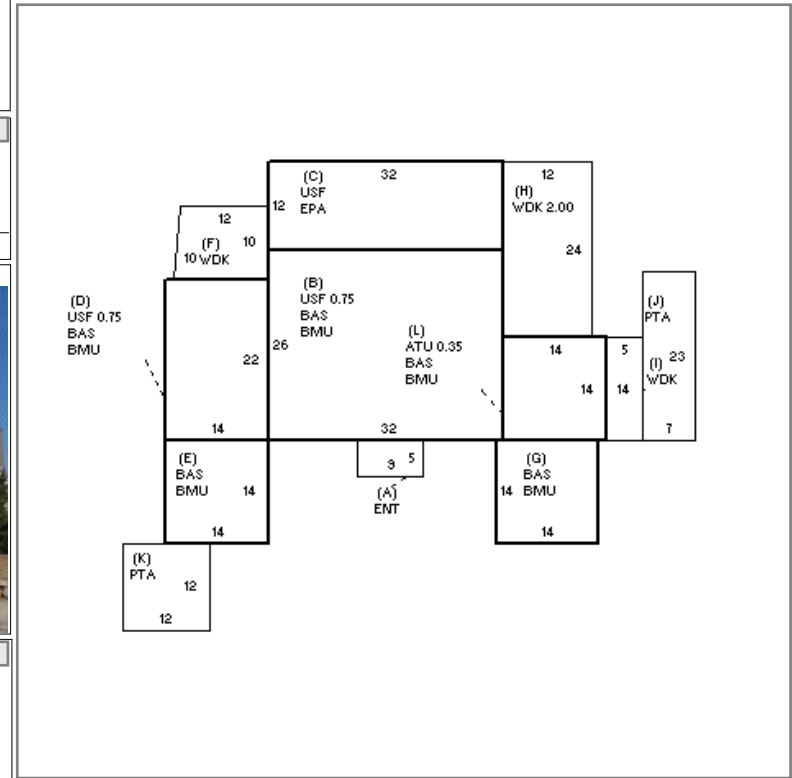 (C)
USF
EPA
32
12
12
(H)
WDK 2.00
24
12
(F)
10
10 WDK
(D)
USF 0.75
BAS
BMU
22
14
(B)
USF 0.75
BAS
BMU
26
32
(L)
ATU 0.35
BAS
BMU
14
14
5
(I)
WDK
14
(J)
PTA
23
7
(E)
BAS
BMU
14
14
9
5
(A)
ENT
(G)
BAS
BMU
14
14
(K)
PTA
12
12